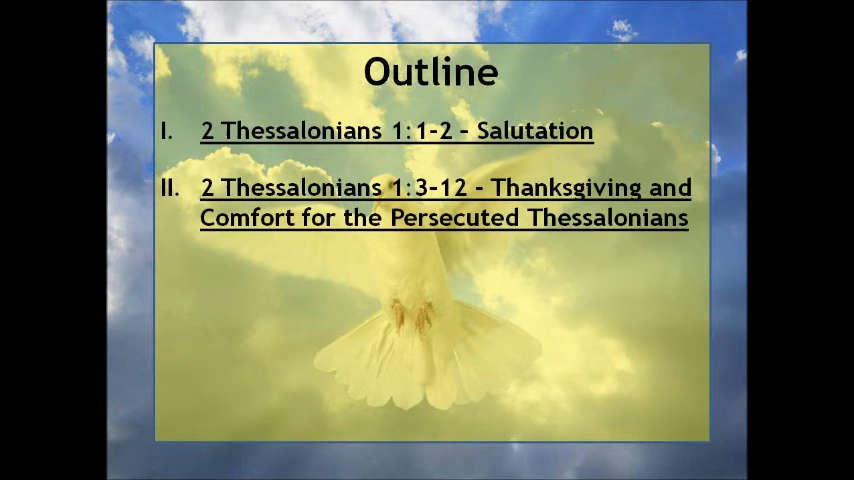 Outline
I. 2 Thessalonians 1:1-2 – Salutation
II. 2 Thessalonians 1:3-12 - Thanksgiving and
Comfort for the Persecuted Thessalonians